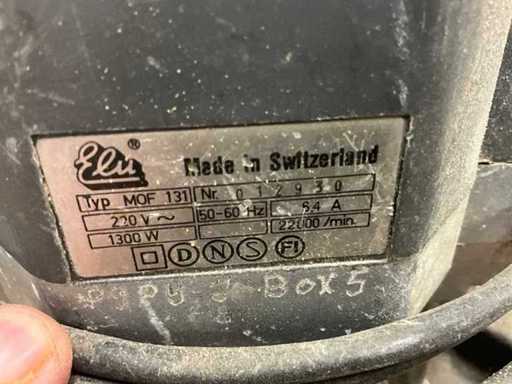 Elu ®
Made in Switzerland
Typ MOF 131 Nr. 012930
220 V ~ 50-60 Hz 6.4 A
1300 W 22000 /min.
D N S FI
Box 5